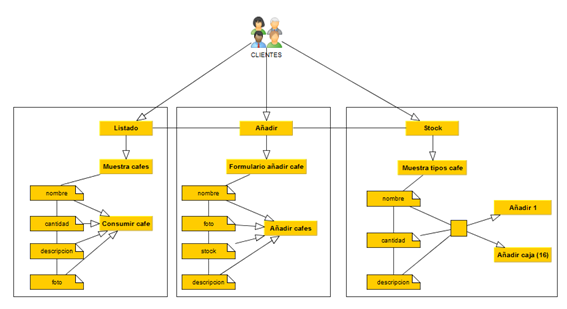 CLIENTES
Listado
Añadir
Stock
Muestra cafes
Formulario añadir cafe
Muestra tipos cafe
nombre
cantidad
descripcion
foto
Consumir cafe
nombre
foto
stock
descripcion
Añadir cafes
nombre
cantidad
descripcion
Añadir 1
Añadir caja (16)